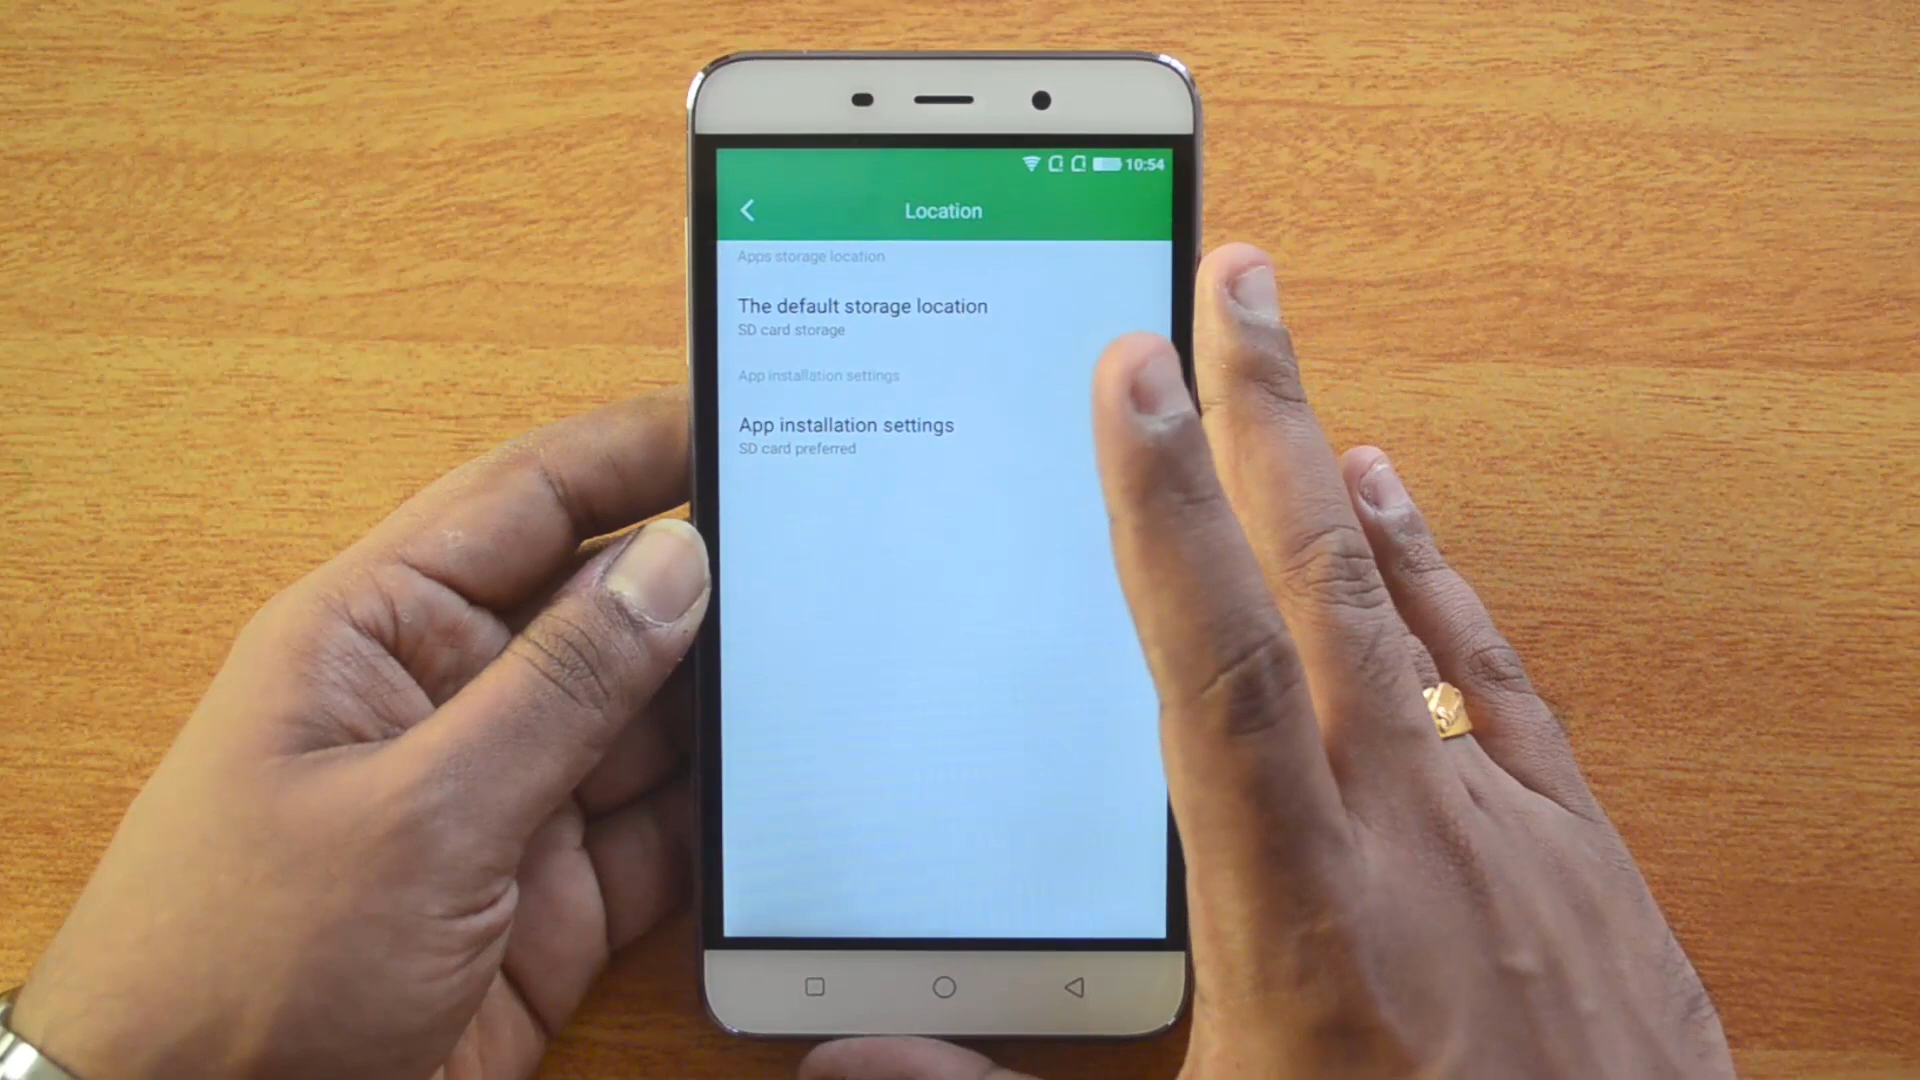 10:54
Location
Apps storage location
The default storage location
SD card storage
App installation settings
App installation settings
SD card preferred